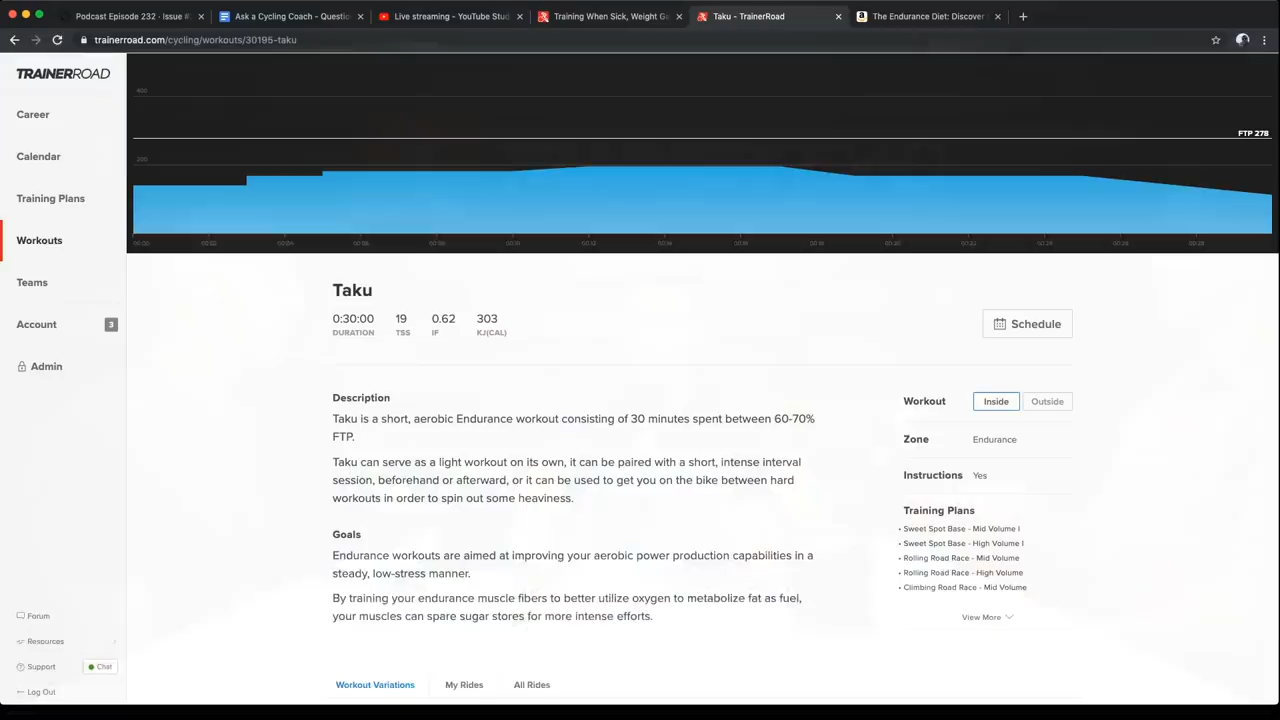 Podcast Episode 232 · Issue #
Ask a Cycling Coach - Questio
Live streaming - YouTube Stud
Training When Sick, Weight Ga
Taku - TrainerRoad
The Endurance Diet: Discover
trainerroad.com/cycling/workouts/30195-taku
TRAINERROAD
Career
Calendar
Training Plans
Workouts
Teams
Account 3
Admin
Forum
Resources
Support
Chat
Log Out
FTP 278
200
Taku
0:30:00 19 0.62 303
DURATION TSS IF KJ(CAL)
Schedule
Description
Taku is a short, aerobic Endurance workout consisting of 30 minutes spent between 60-70%
FTP.
Taku can serve as a light workout on its own, it can be paired with a short, intense interval
session, beforehand or afterward, or it can be used to get you on the bike between hard
workouts in order to spin out some heaviness.
Goals
Endurance workouts are aimed at improving your aerobic power production capabilities in a
steady, low-stress manner.
By training your endurance muscle fibers to better utilize oxygen to metabolize fat as fuel,
your muscles can spare sugar stores for more intense efforts.
Workout Inside Outside
Zone Endurance
Instructions Yes
Training Plans
• Sweet Spot Base - Mid Volume I
• Sweet Spot Base - High Volume I
• Rolling Road Race - Mid Volume
• Rolling Road Race - High Volume
• Climbing Road Race - Mid Volume
View More
Workout Variations My Rides All Rides